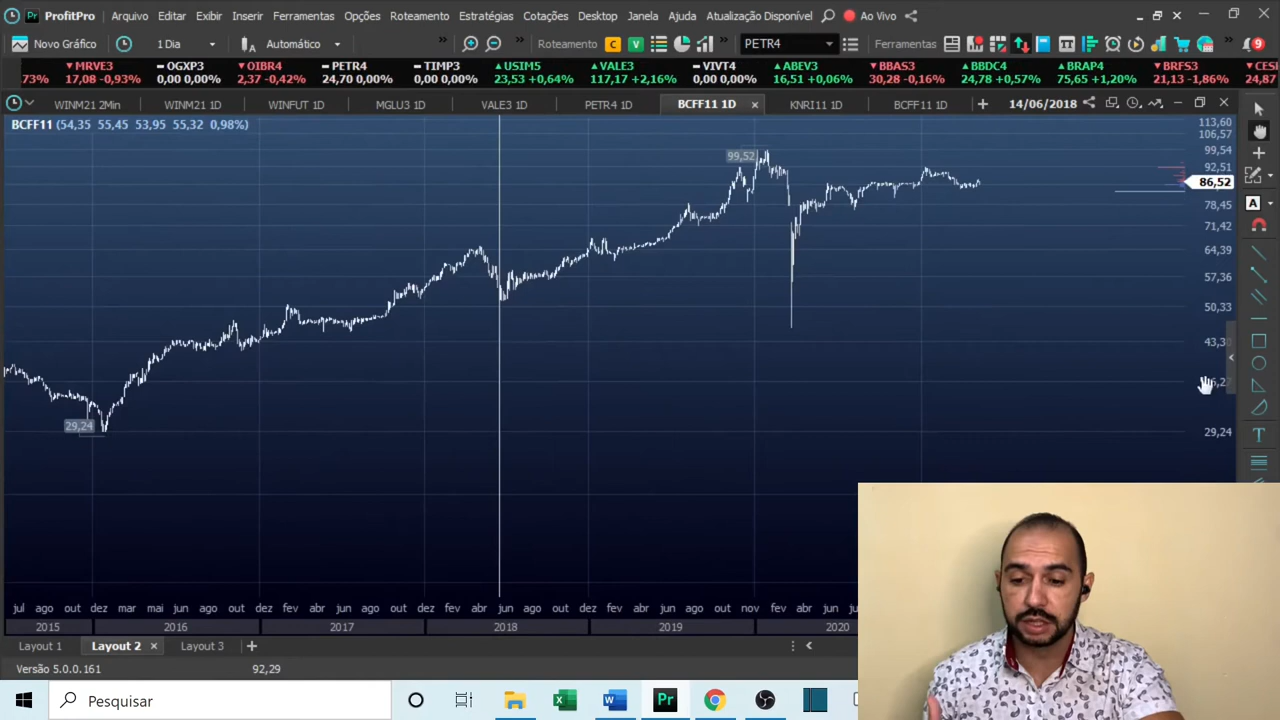 ProfitPro Arquivo Editar Exibir Inserir Ferramentas Opções Roteamento Estratégias Cotações Desktop Janela Ajuda Atualização Disponível Ao Vivo
Novo Gráfico 1 Dia Automático Roteamento C V PETR4 Ferramentas 9
73% MRVE3 17,08 -0,93% OGXP3 0,00 0,00% OIBR4 2,37 -0,42% PETR4 24,70 0,00% TIMP3 0,00 0,00% USIM5 23,53 +0,64% VALE3 117,17 +2,16% VIVT4 0,00 0,00% ABEV3 16,51 +0,06% BBAS3 30,28 -0,16% BBDC4 24,78 +0,57% BRAP4 75,65 +1,20% BRFS3 21,13 -1,86% CES 24,87
WINM21 2Min WINM21 1D WINFUT 1D MGLU3 1D VALE3 1D PETR4 1D BCFF11 1D KNRI11 1D BCFF11 1D 14/06/2018
BCFF11 (54,35 55,45 53,95 55,32 0,98%)
113,60
106,57
99,54
99,52
92,51
86,52
78,45
71,42
64,39
57,36
50,33
43,30
29,24
29,24
jul ago out dez mar mai jun ago out dez fev abr jun ago out dez fev abr jun ago out dez fev abr jun ago nov fev abr jun
2015 2016 2017 2018 2019 2020
Layout 1 Layout 2 Layout 3
Versão 5.0.0.161 92,29
Pesquisar